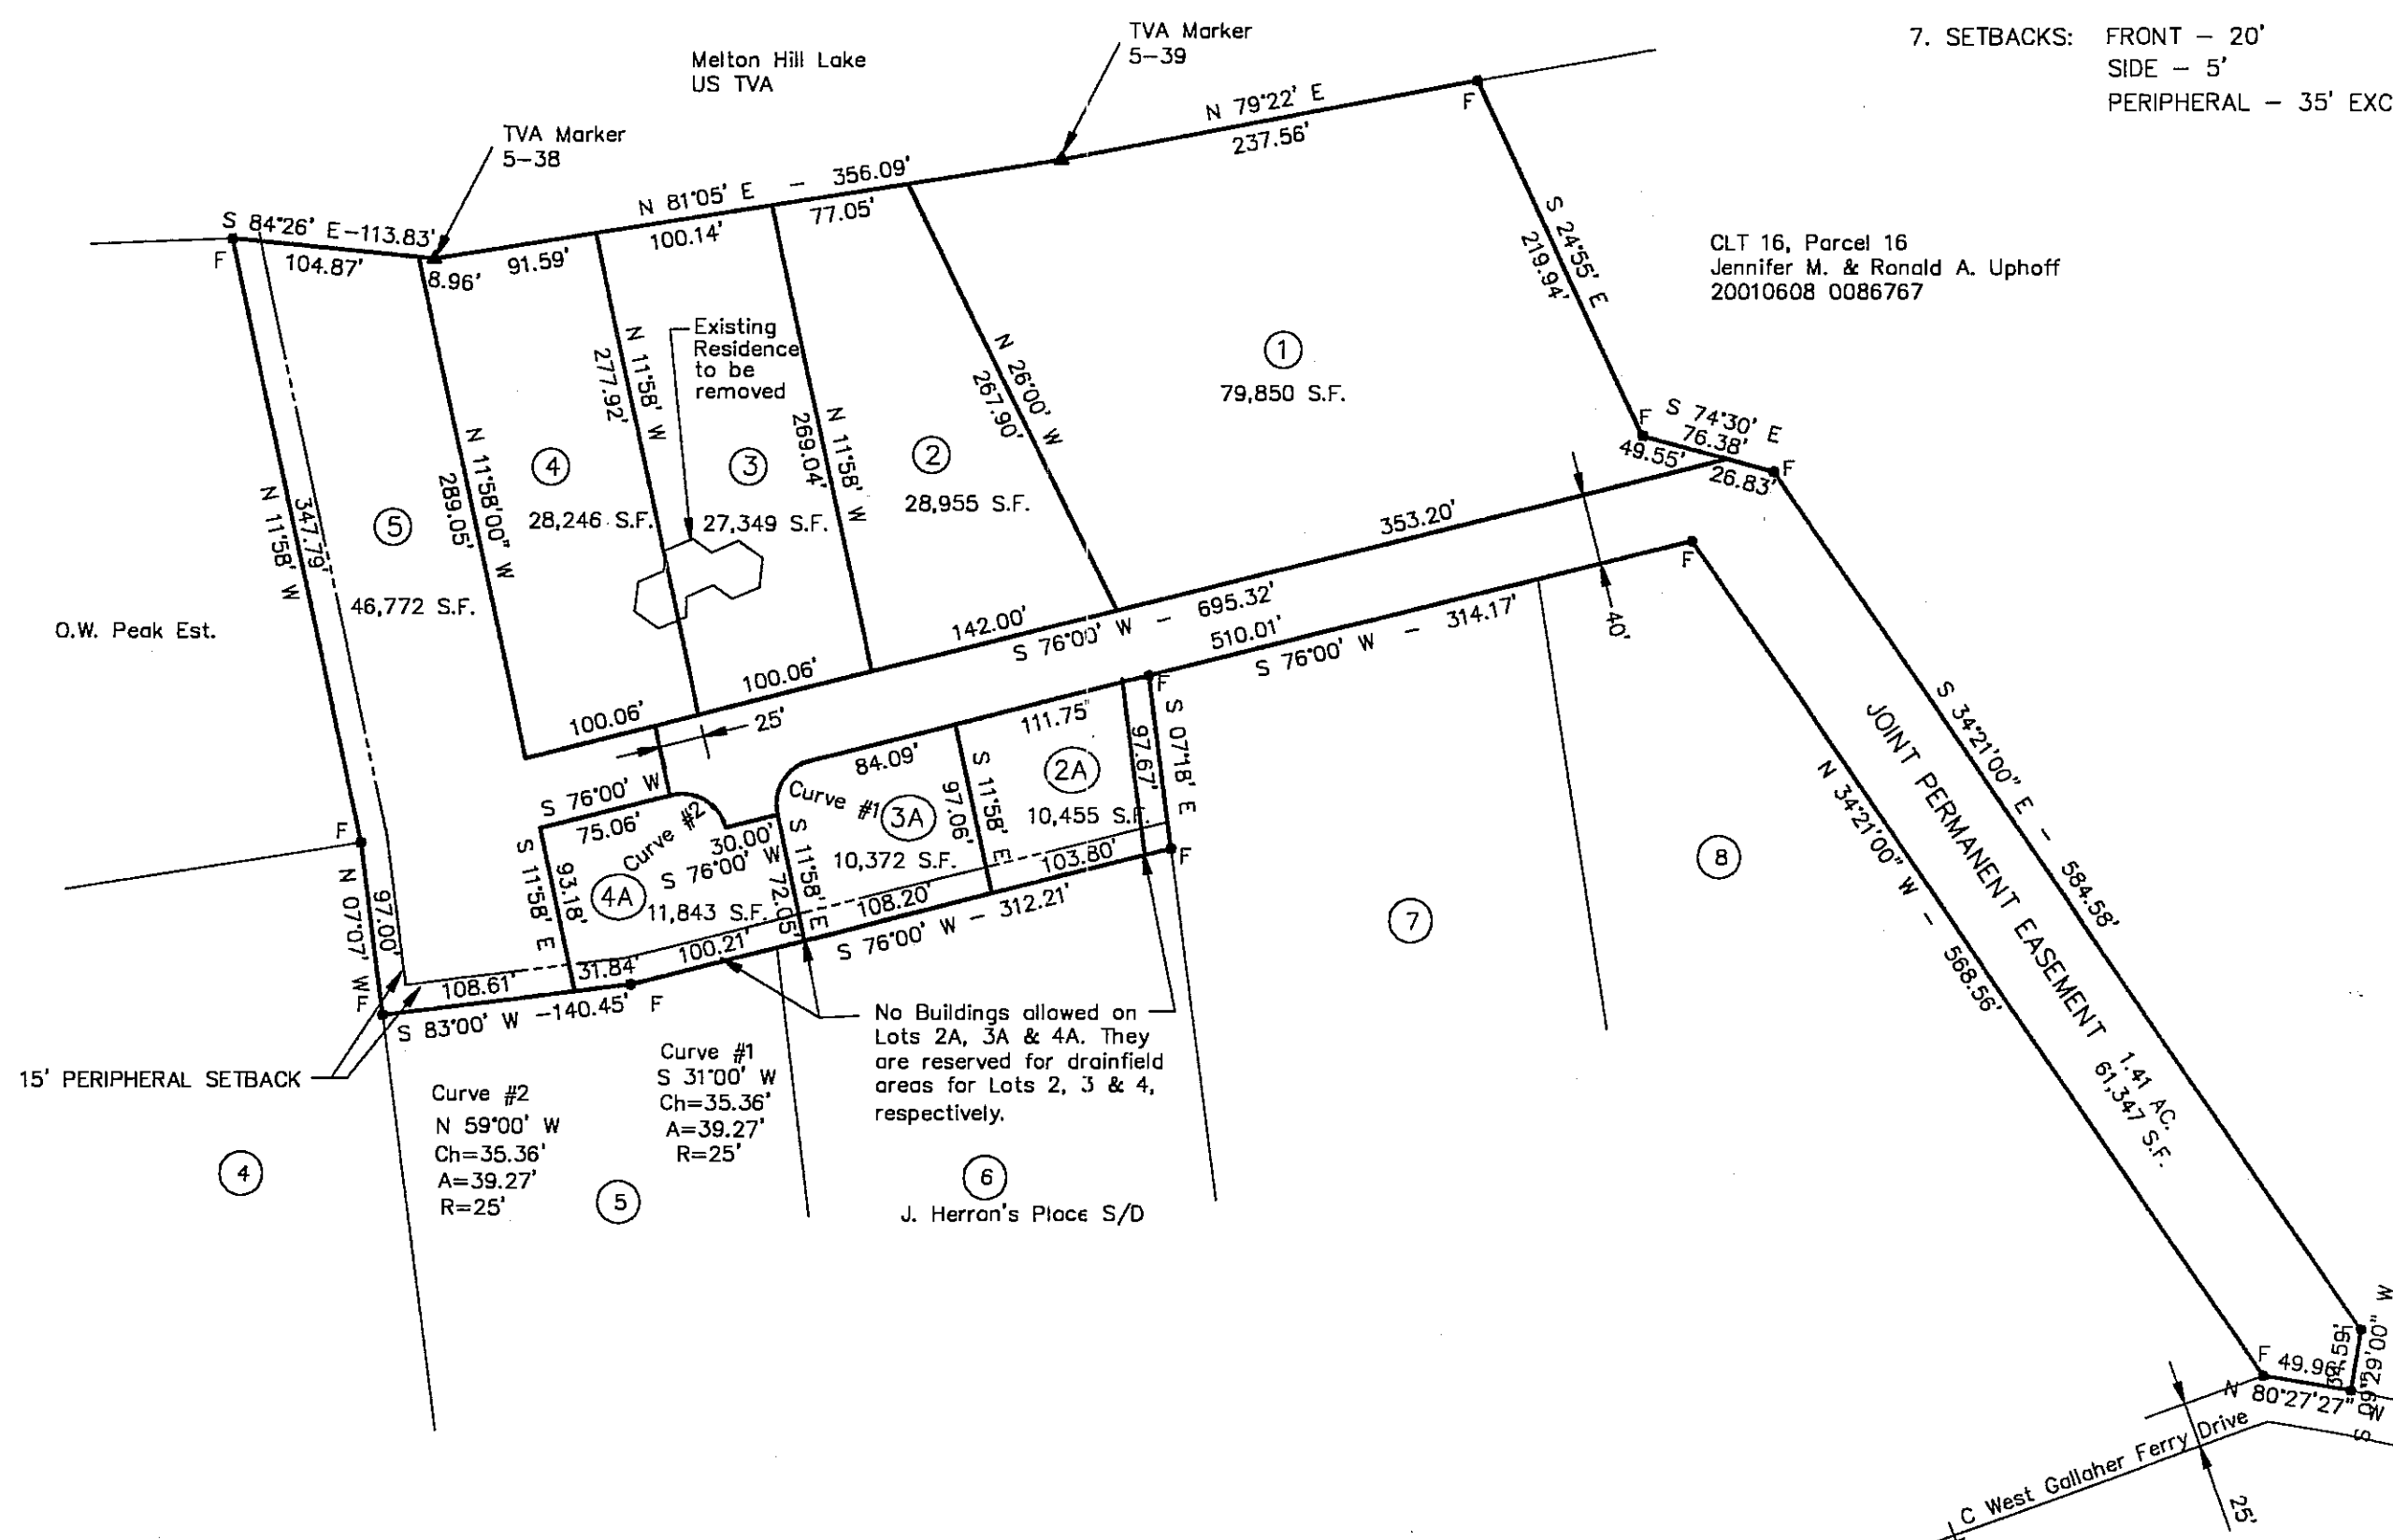 Melton Hill Lake
US TVA
TVA Marker
5-39
7. SETBACKS: FRONT - 20'
SIDE - 5'
PERIPHERAL - 35' EXC
TVA Marker
5-38
N 79°22' E
237.56'
F
N 81°05' E - 356.09'
77.05'
100.14'
91.59'
8.96'
S 84°26' E-113.83'
104.87'
F
S 24°55' E
219.94'
CLT 16, Parcel 16
Jennifer M. & Ronald A. Uphoff
20010608 0086767
Existing
Residence
to be
removed
N 11°58' W
277.92'
N 11°58' W
269.04'
N 26°00' W
267.90'
1
79,850 S.F.
F
S 74°30' E
76.38'
49.55'
26.83'
F
N 11°58'00" W
289.05'
4
28,246 S.F.
3
27,349 S.F.
2
28,955 S.F.
5
46,772 S.F.
N 11°58' W
347.79'
O.W. Peak Est.
353.20'
F
142.00'
S 76°00' W - 695.32'
510.01'
S 76°00' W - 314.17'
40'
100.06'
100.06'
25'
F
S 07°18' E
97.67'
111.75'
84.09'
2A
10,455 S.F.
S 11°58' E
97.06'
Curve #1
3A
10,372 S.F.
S 76°00' W
75.06'
Curve #2
30.00'
S 76°00' W
S 11°58' E
72.05'
S 11°58' E
93.18'
4A
11,843 S.F.
F
N 07°07' W
97.00'
F
103.80'
108.20'
100.21'
S 76°00' W - 312.21'
F
31.84'
108.61'
S 83°00' W -140.45'
F
7
8
JOINT PERMANENT EASEMENT
1.41 AC.
61,347 S.F.
S 34°21'00" E - 584.58'
N 34°21'00" W - 568.56'
15' PERIPHERAL SETBACK
No Buildings allowed on
Lots 2A, 3A & 4A. They
are reserved for drainfield
areas for Lots 2, 3 & 4,
respectively.
Curve #1
S 31°00' W
Ch=35.36'
A=39.27'
R=25'
Curve #2
N 59°00' W
Ch=35.36'
A=39.27'
R=25'
4
5
6
J. Herron's Place S/D
F 49.96'
N 80°27'27" W
S 09°29'00" W
West Gallaher Ferry Drive
25'